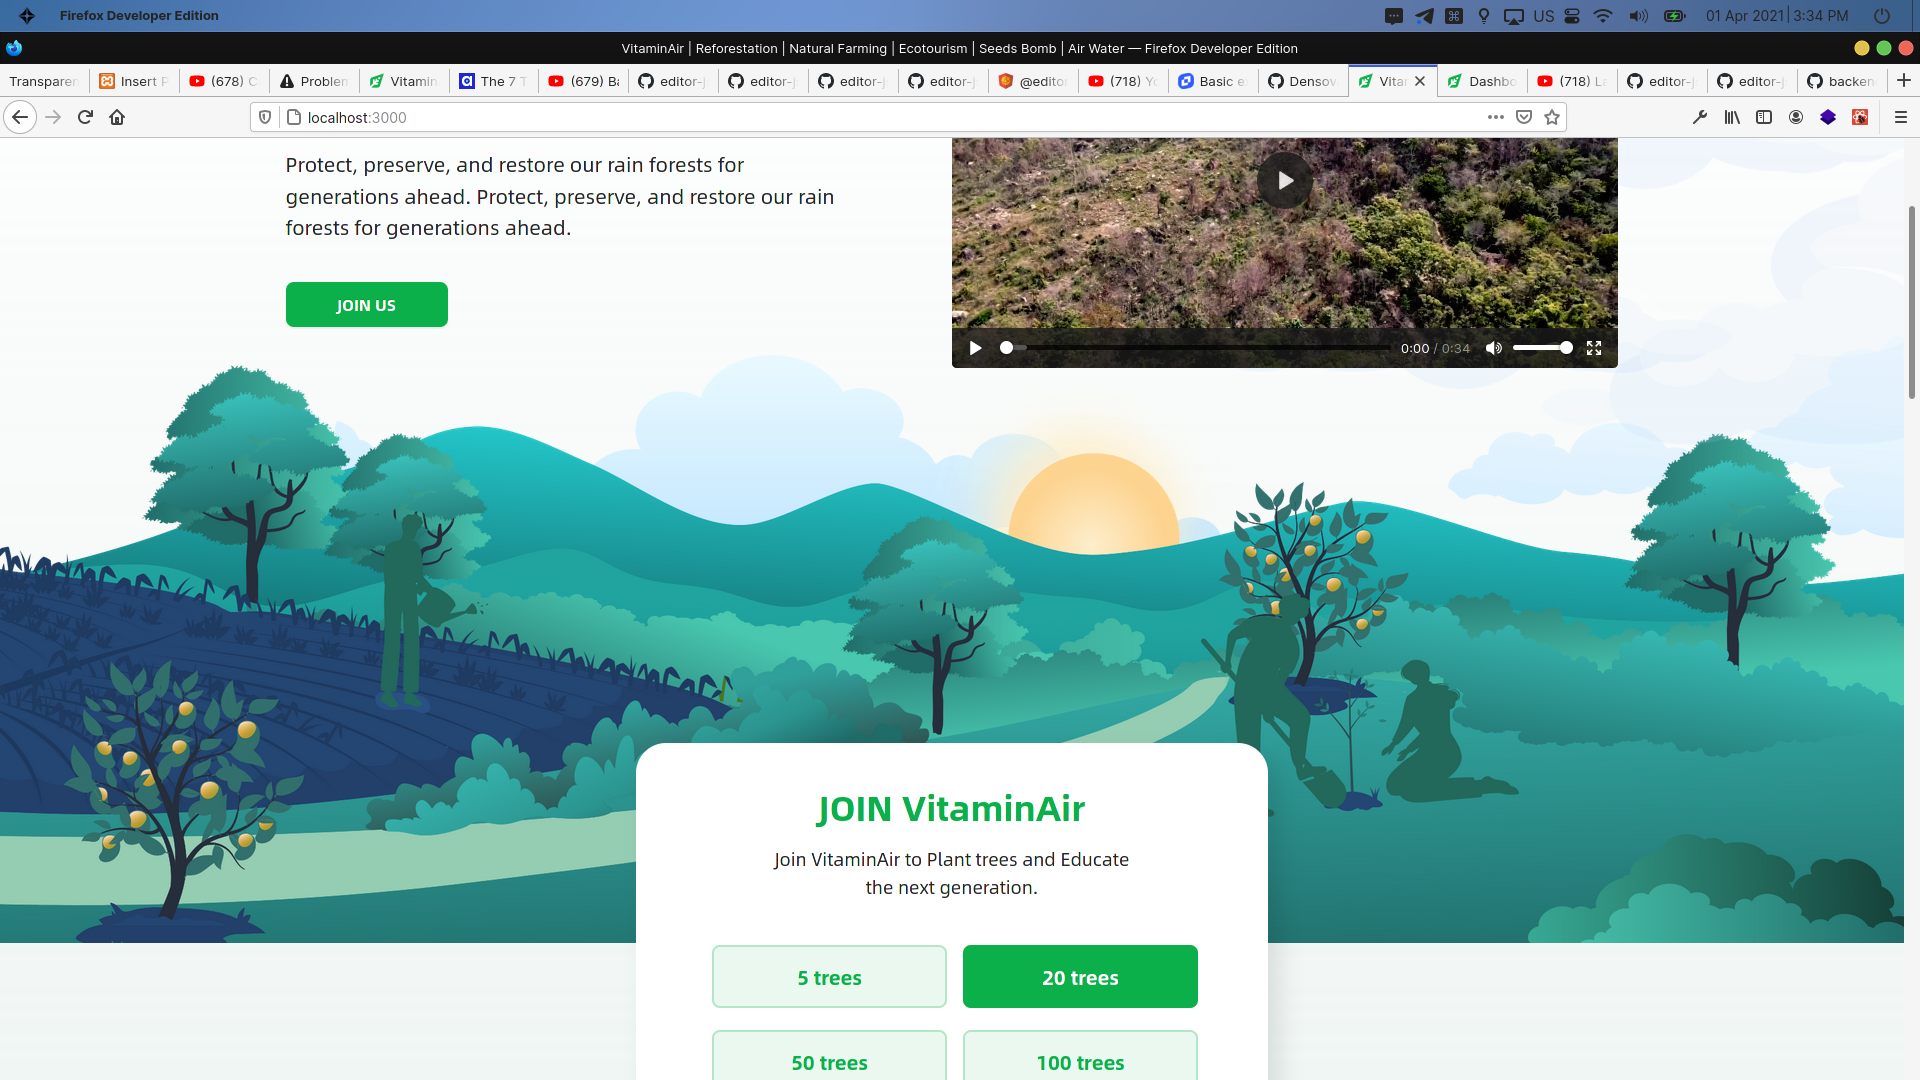 Firefox Developer Edition
US
01 Apr 2021 3:34 PM
VitaminAir | Reforestation | Natural Farming | Ecotourism | Seeds Bomb | Air Water — Firefox Developer Edition
Transparen
Insert P
(678) C
Problem
Vitamin
The 7 T
(679) Ba
editor-j
editor-j
editor-j
editor-j
@editor
(718) Yo
Basic e
Densov
Vitar
Dashbo
(718) L
editor-j
editor-j
backen
localhost:3000
Protect, preserve, and restore our rain forests for
generations ahead. Protect, preserve, and restore our rain
forests for generations ahead.
JOIN US
0:00 / 0:34
JOIN VitaminAir
Join VitaminAir to Plant trees and Educate
the next generation.
5 trees
20 trees
50 trees
100 trees